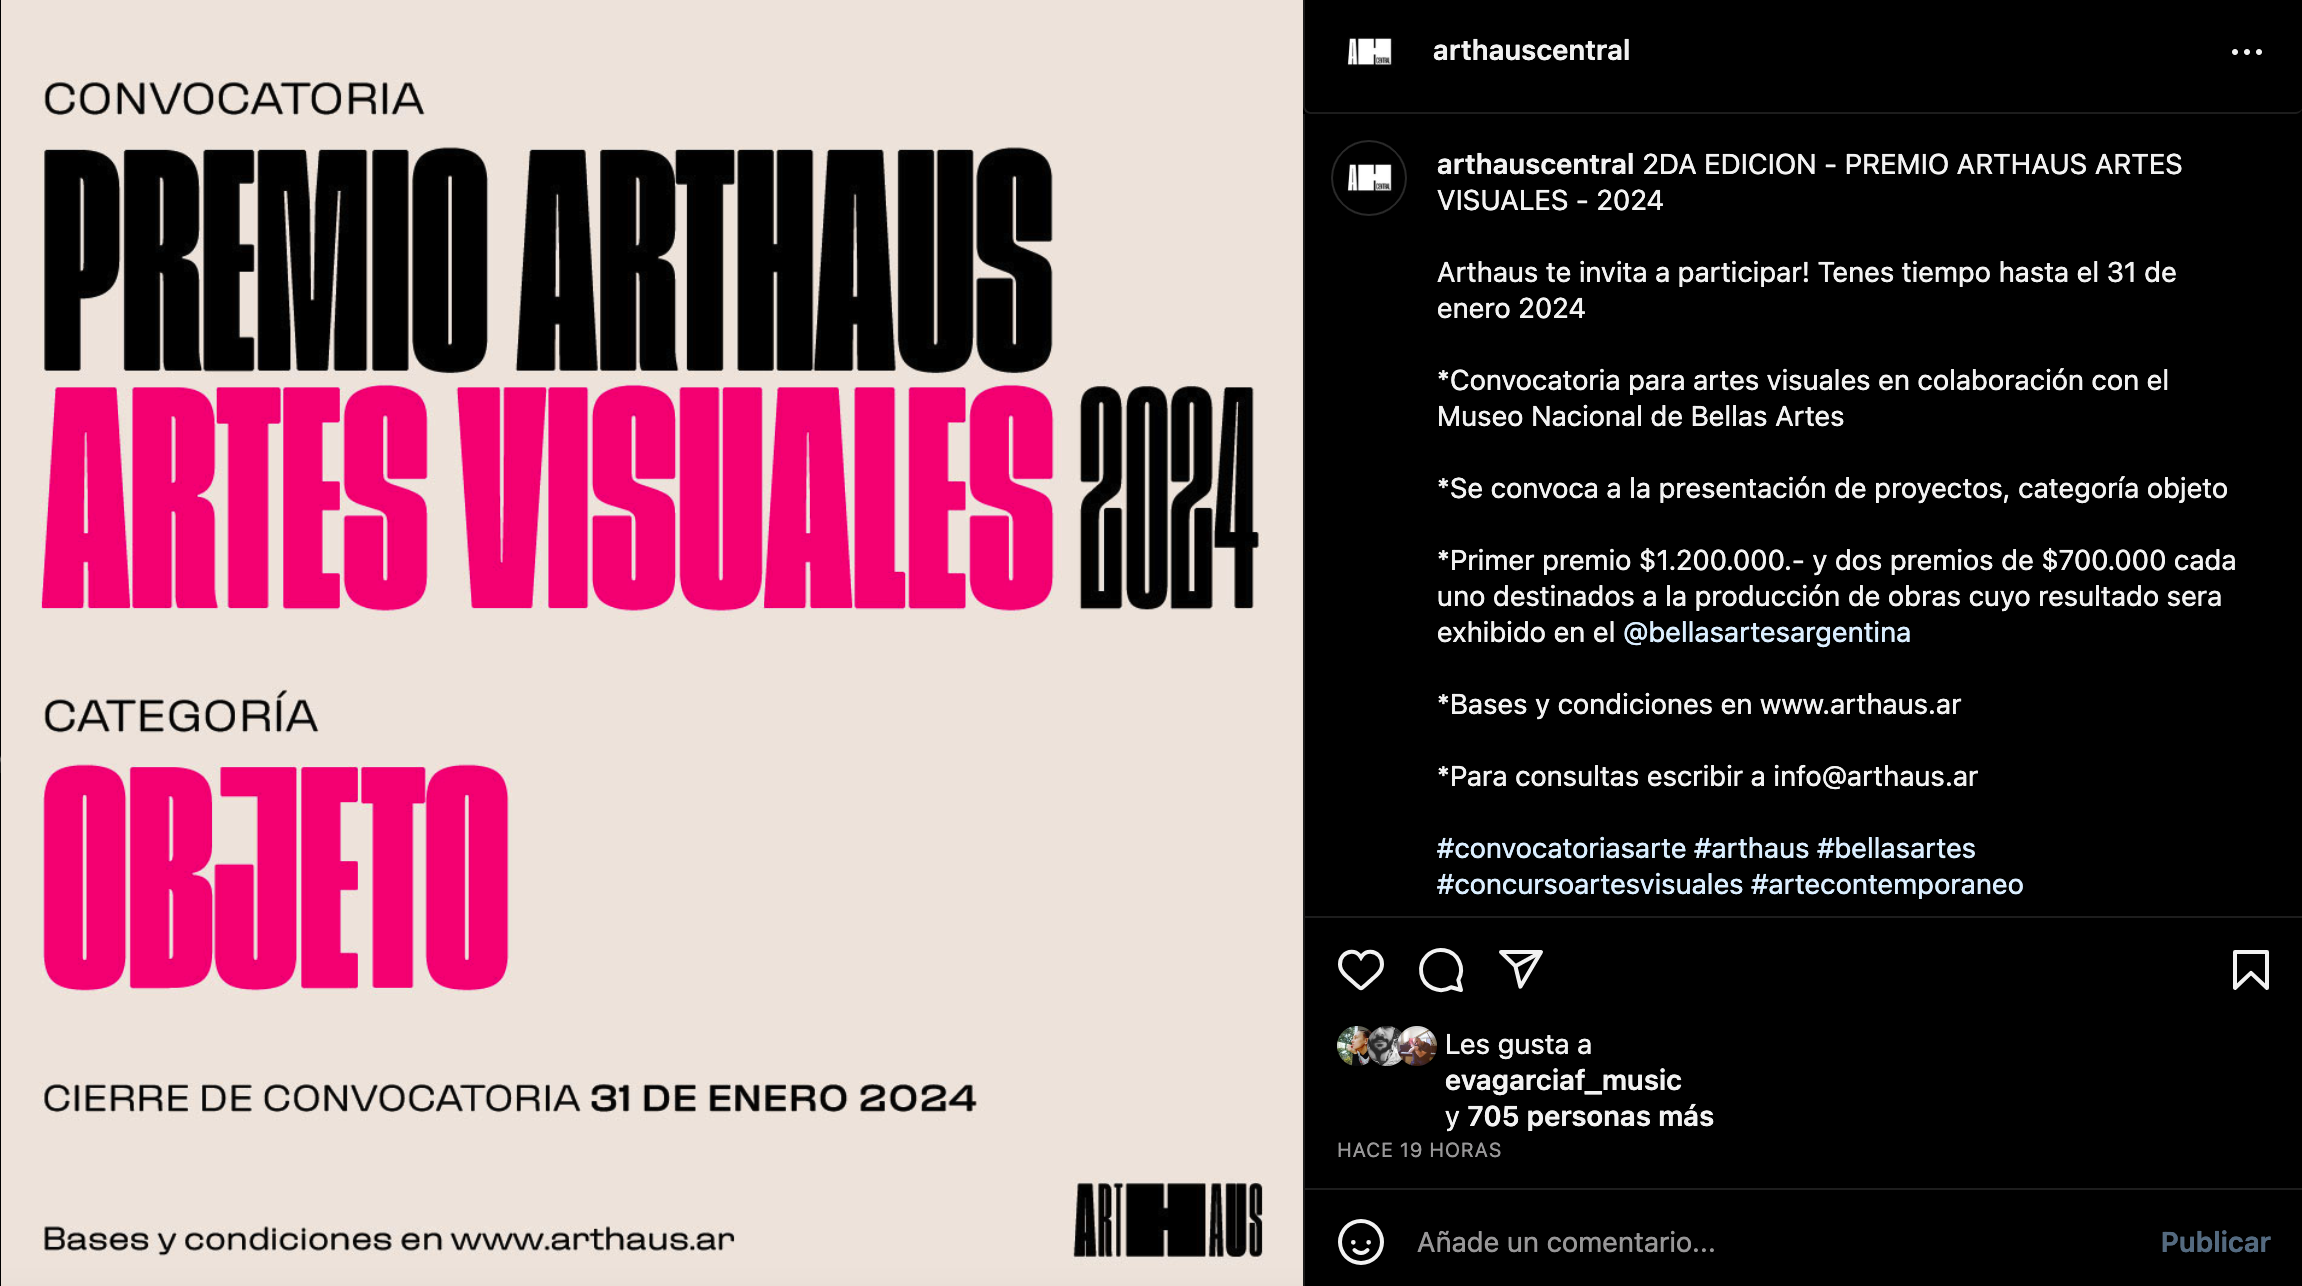 CONVOCATORIA
PREMIO ARTHAUS
ARTES VISUALES 2024
CATEGORÍA
OBJETO
CIERRE DE CONVOCATORIA 31 DE ENERO 2024
Bases y condiciones en www.arthaus.ar
ARTHAUS
arthauscentral
arthauscentral 2DA EDICION - PREMIO ARTHAUS ARTES
VISUALES - 2024
Arthaus te invita a participar! Tenes tiempo hasta el 31 de
enero 2024
*Convocatoria para artes visuales en colaboración con el
Museo Nacional de Bellas Artes
*Se convoca a la presentación de proyectos, categoría objeto
*Primer premio $1.200.000.- y dos premios de $700.000 cada
uno destinados a la producción de obras cuyo resultado sera
exhibido en el @bellasartesargentina
*Bases y condiciones en www.arthaus.ar
*Para consultas escribir a info@arthaus.ar
#convocatoriasarte #arthaus #bellasartes
#concursoartesvisuales #artecontemporaneo
Les gusta a
evagarciaf_music
y 705 personas más
HACE 19 HORAS
Añade un comentario...
Publicar